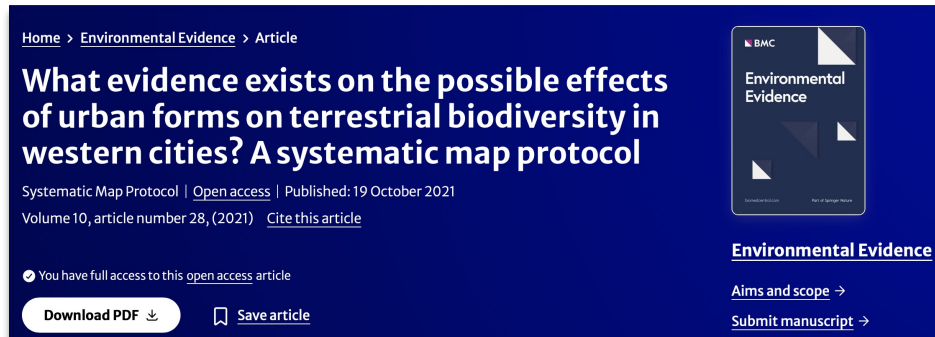 Home > Environmental Evidence > Article
What evidence exists on the possible effects
of urban forms on terrestrial biodiversity in
western cities? A systematic map protocol
Systematic Map Protocol | Open access | Published: 19 October 2021
Volume 10, article number 28, (2021) Cite this article
You have full access to this open access article
Download PDF
Save article
BMC
Environmental
Evidence
biomedcentral.com
Part of Springer Nature
Environmental Evidence
Aims and scope →
Submit manuscript →